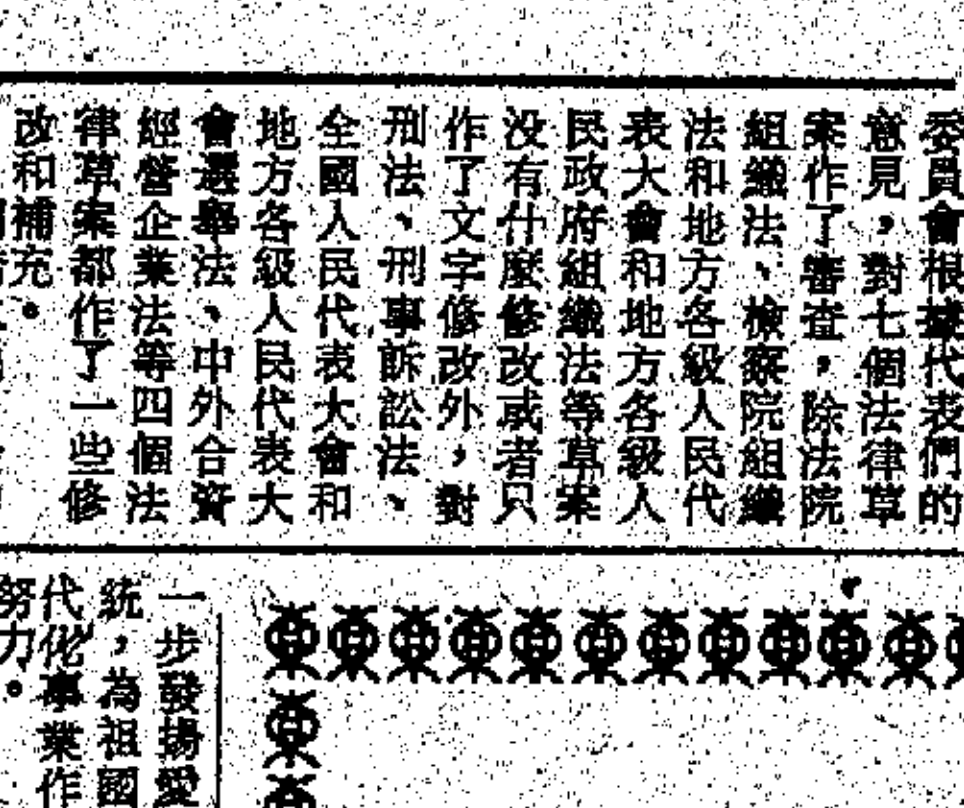 委員會根據代表們的
意見，對七個法律草
案作了審查，除法院
組織法、檢察院組織
法和地方各級人民代
表大會和地方各級人
民政府組織法等草案
没有什麽修改或者只
作了文字修改外，對
刑法、刑事訴訟法、
全國人民代表大會和
地方各級人民代表大
會選舉法、中外合資
經營企業法等四個法
律草案都作了一些修
改和補充。
一步發揚愛
統，為祖國
代化事業作
努力。